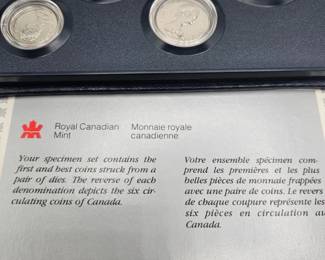 Royal Canadian
Mint
Monnaie royale
canadienne
Your specimen set contains the
first and best coins struck from a
pair of dies. The reverse of each
denomination depicts the six cir-
culating coins of Canada.
Votre ensemble spécimen com-
prend les premières et les plus
belles pièces de monnaie frappées
avec une paire de coins. Le revers
de chaque coupure représente les
six pièces en circulation au
Canada.